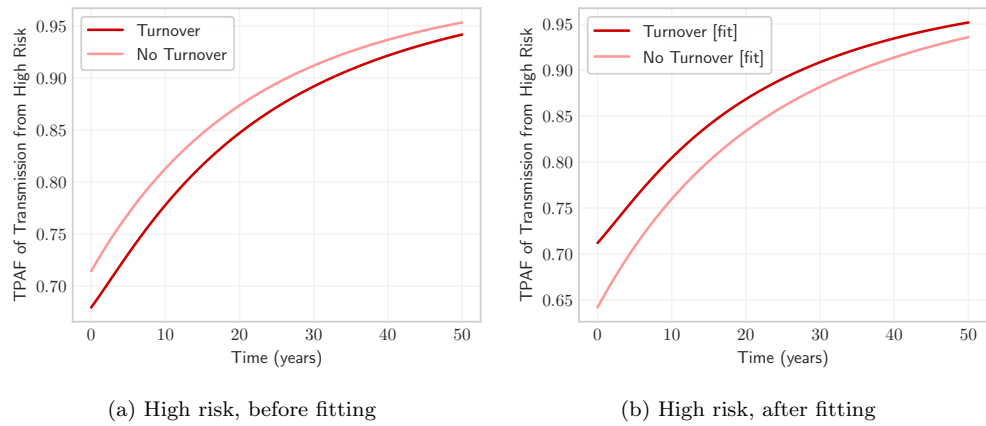 TPAF of Transmission from High Risk
0.95
0.90
0.85
0.80
0.75
0.70
Turnover
No Turnover
0 10 20 30 40 50
Time (years)
(a) High risk, before fitting
TPAF of Transmission from High Risk
0.95
0.90
0.85
0.80
0.75
0.70
0.65
Turnover [fit]
No Turnover [fit]
0 10 20 30 40 50
Time (years)
(b) High risk, after fitting